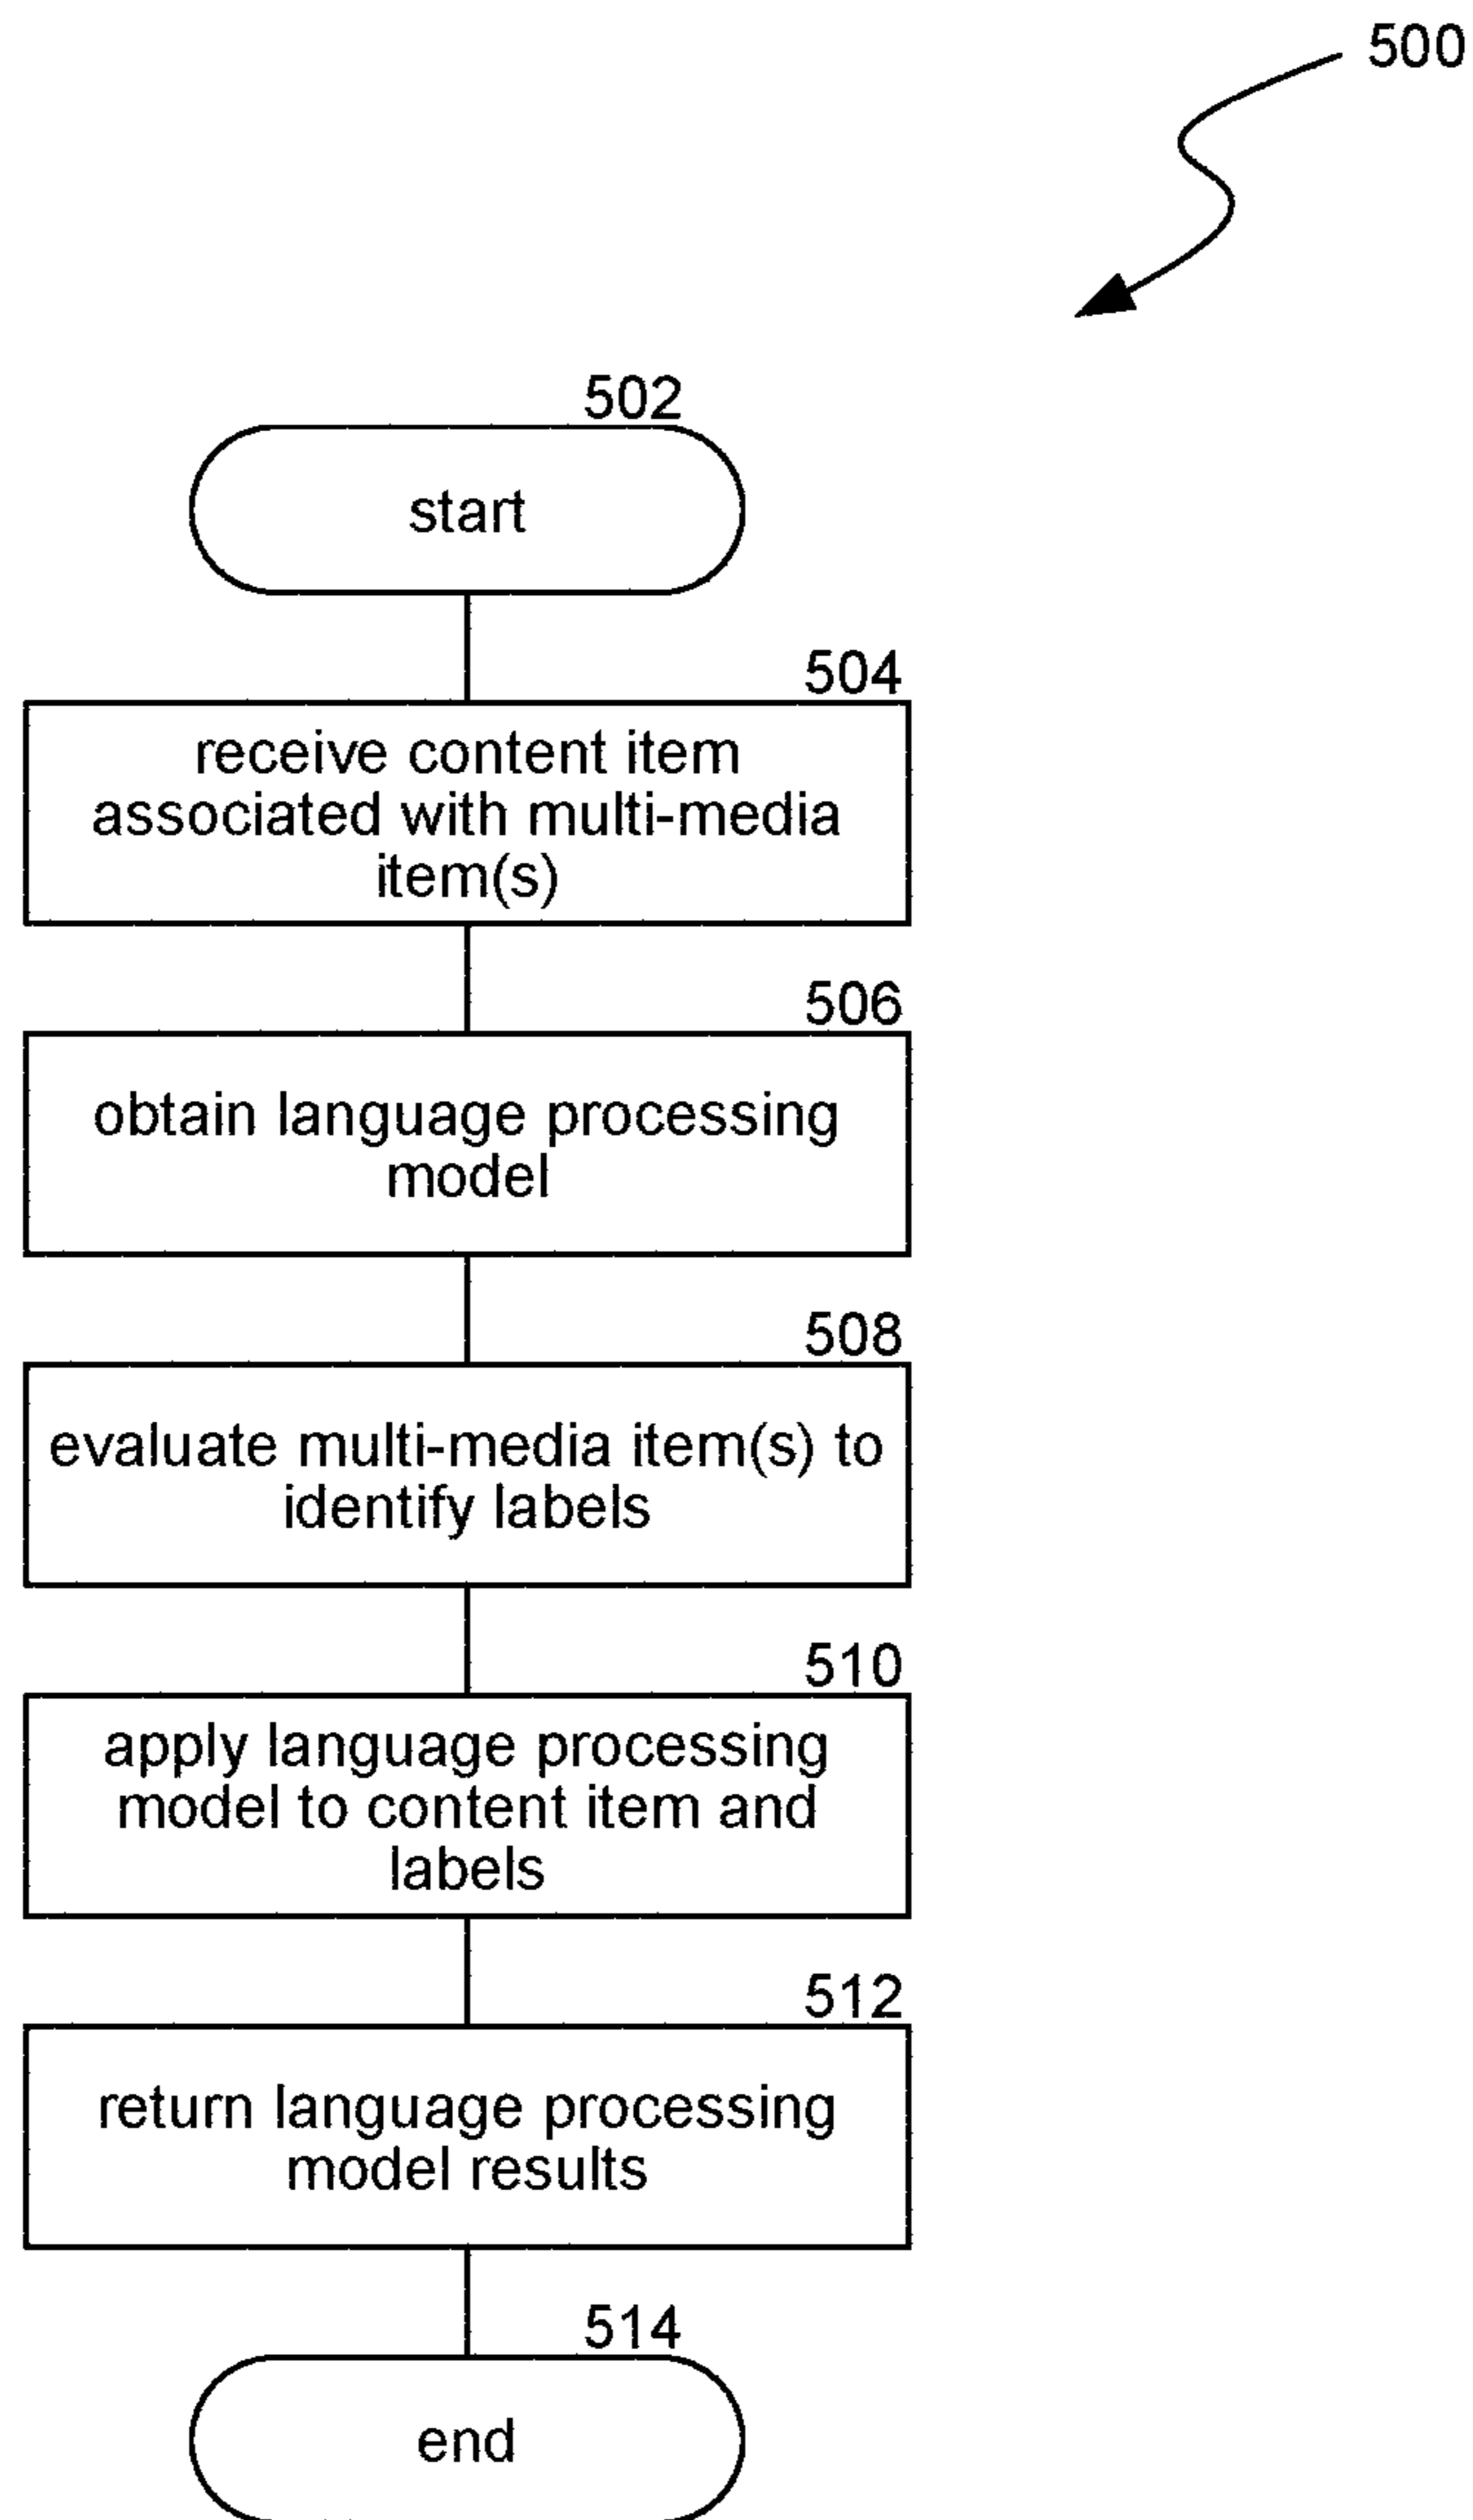 500
502
start
504
receive content item
associated with multi-media
item(s)
506
obtain language processing
model
508
evaluate multi-media item(s) to
identify labels
510
apply language processing
model to content item and
labels
512
return language processing
model results
514
end